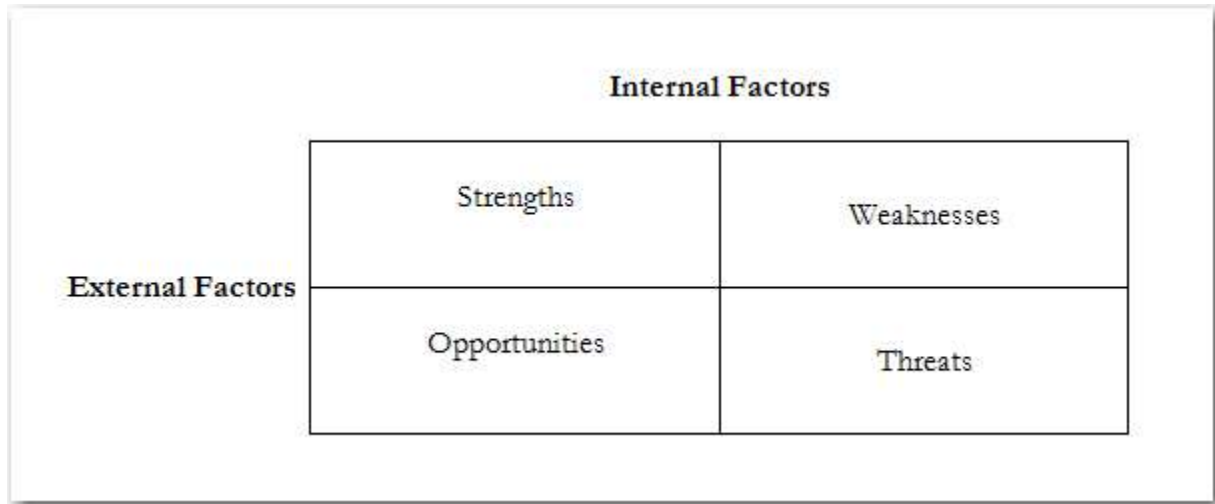 Internal Factors
Strengths
Weaknesses
External Factors
Opportunities
Threats